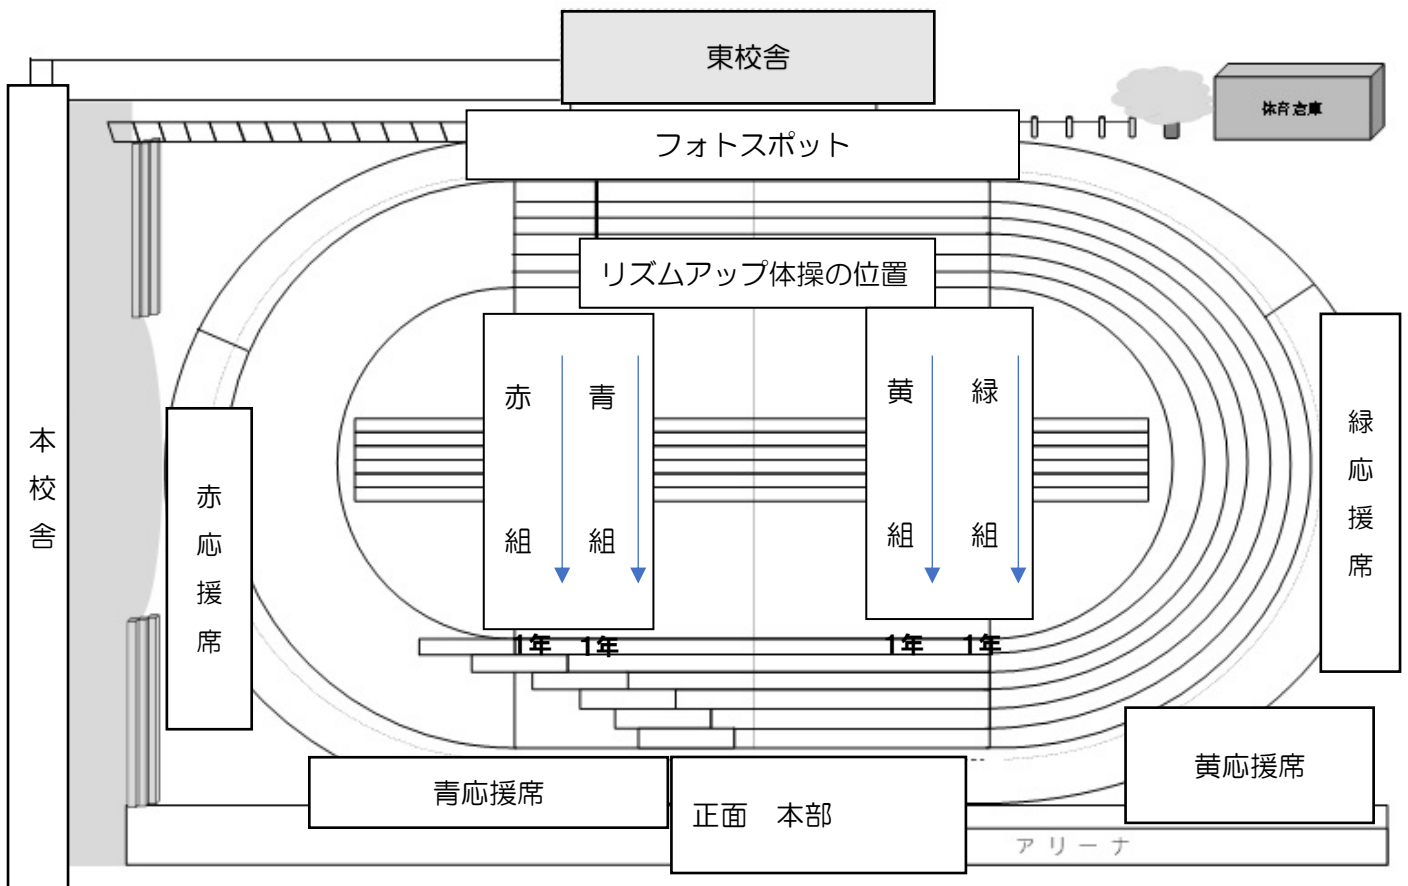 東校舎
体育倉庫
フォトスポット
リズムアップ体操の位置
赤組
青組
黄組
緑組
本校舎
赤応援席
緑応援席
1年
1年
1年
1年
青応援席
正面　本部
黄応援席
アリーナ